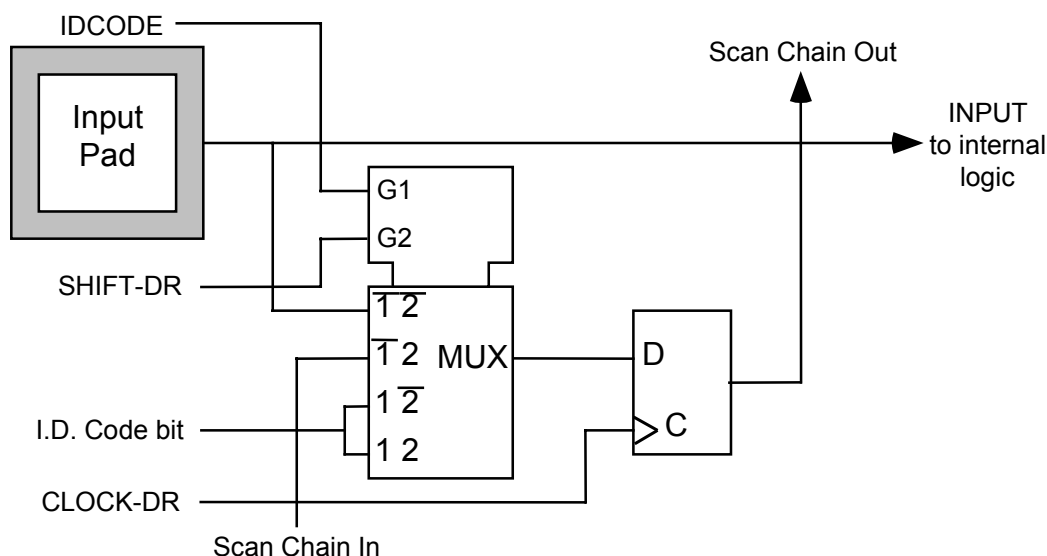 IDCODE
Scan Chain Out
Input
Pad
INPUT
to internal
logic
G1
G2
SHIFT-DR
1̅ 2̅
1̅ 2
MUX
D
1 2̅
I.D. Code bit
1 2
C
CLOCK-DR
Scan Chain In